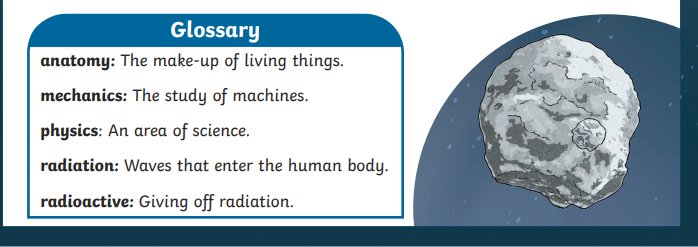 Glossary
anatomy: The make-up of living things.
mechanics: The study of machines.
physics: An area of science.
radiation: Waves that enter the human body.
radioactive: Giving off radiation.